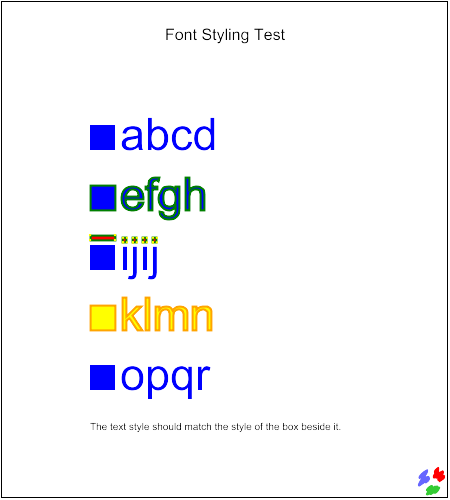 Font Styling Test
abcd
efgh
ijij
klmn
opqr
The text style should match the style of the box beside it.